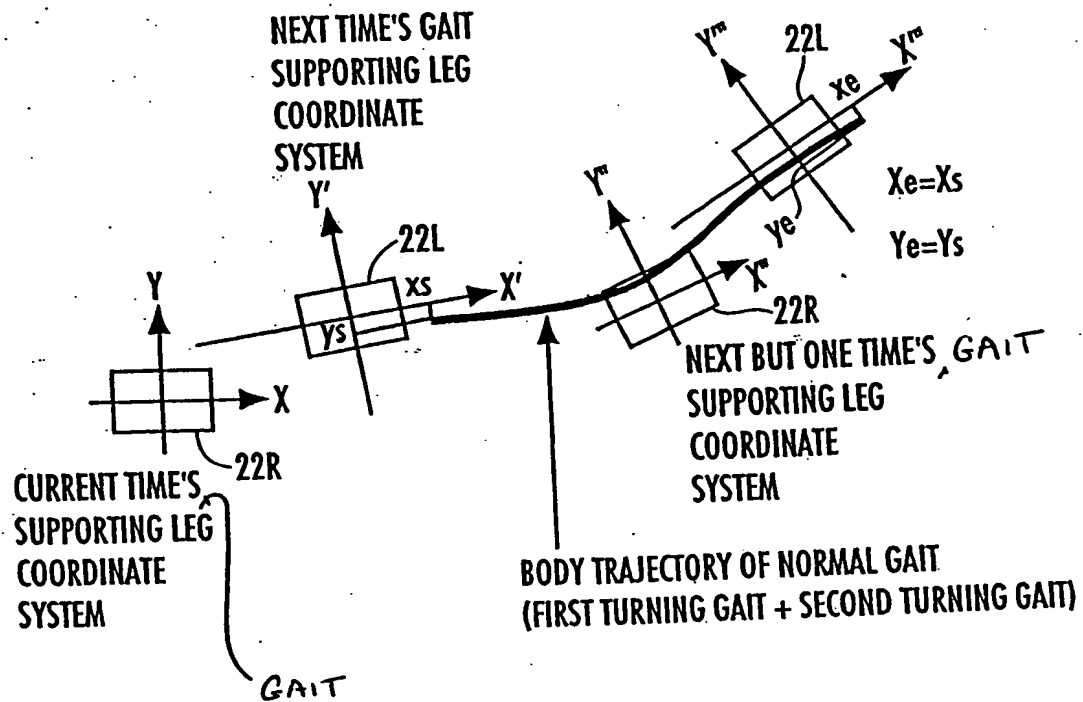 NEXT TIME'S GAIT
SUPPORTING LEG
COORDINATE
SYSTEM
Y'
22L
xs
X'
ys
Y
X
22R
CURRENT TIME'S
SUPPORTING LEG
COORDINATE
SYSTEM
GAIT
Y'''
22L
xe
X'''
Y''
ye
Xe=Xs
Ye=Ys
X''
22R
NEXT BUT ONE TIME'S GAIT
SUPPORTING LEG
COORDINATE
SYSTEM
BODY TRAJECTORY OF NORMAL GAIT
(FIRST TURNING GAIT + SECOND TURNING GAIT)